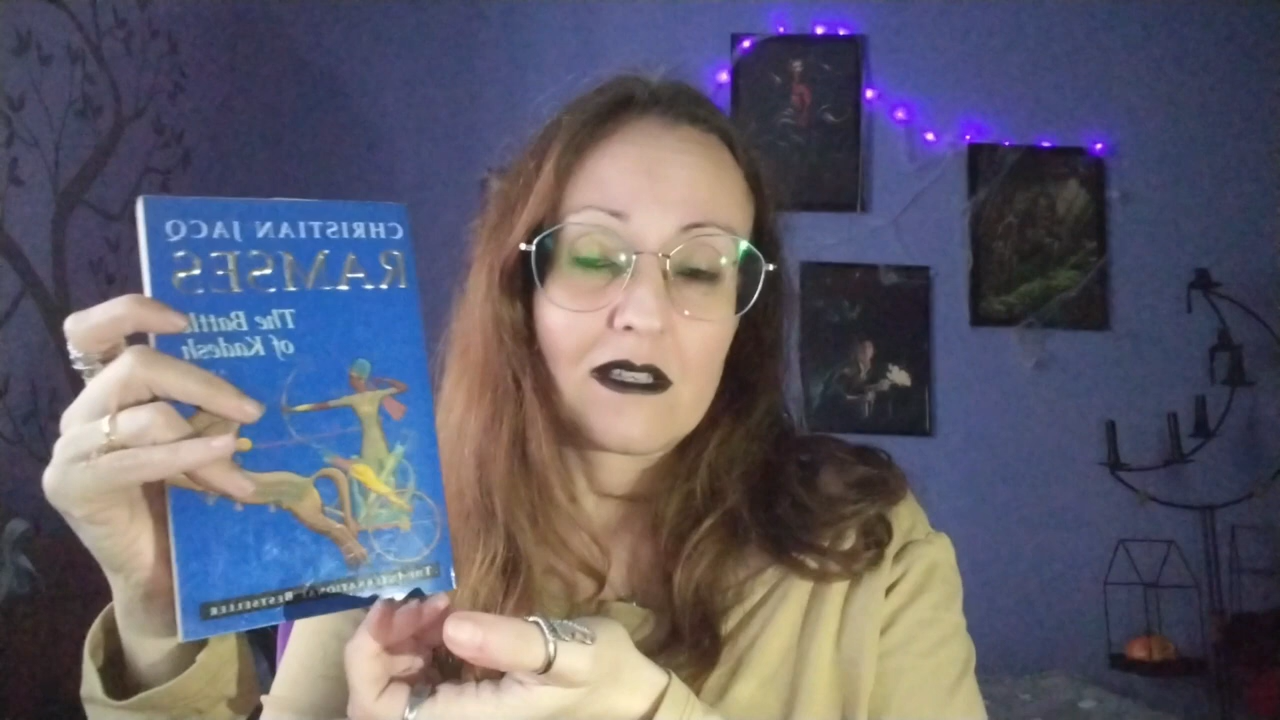 CHRISTIAN JACQ
RAMSES
The Battle
of Kadesh
The International Bestseller